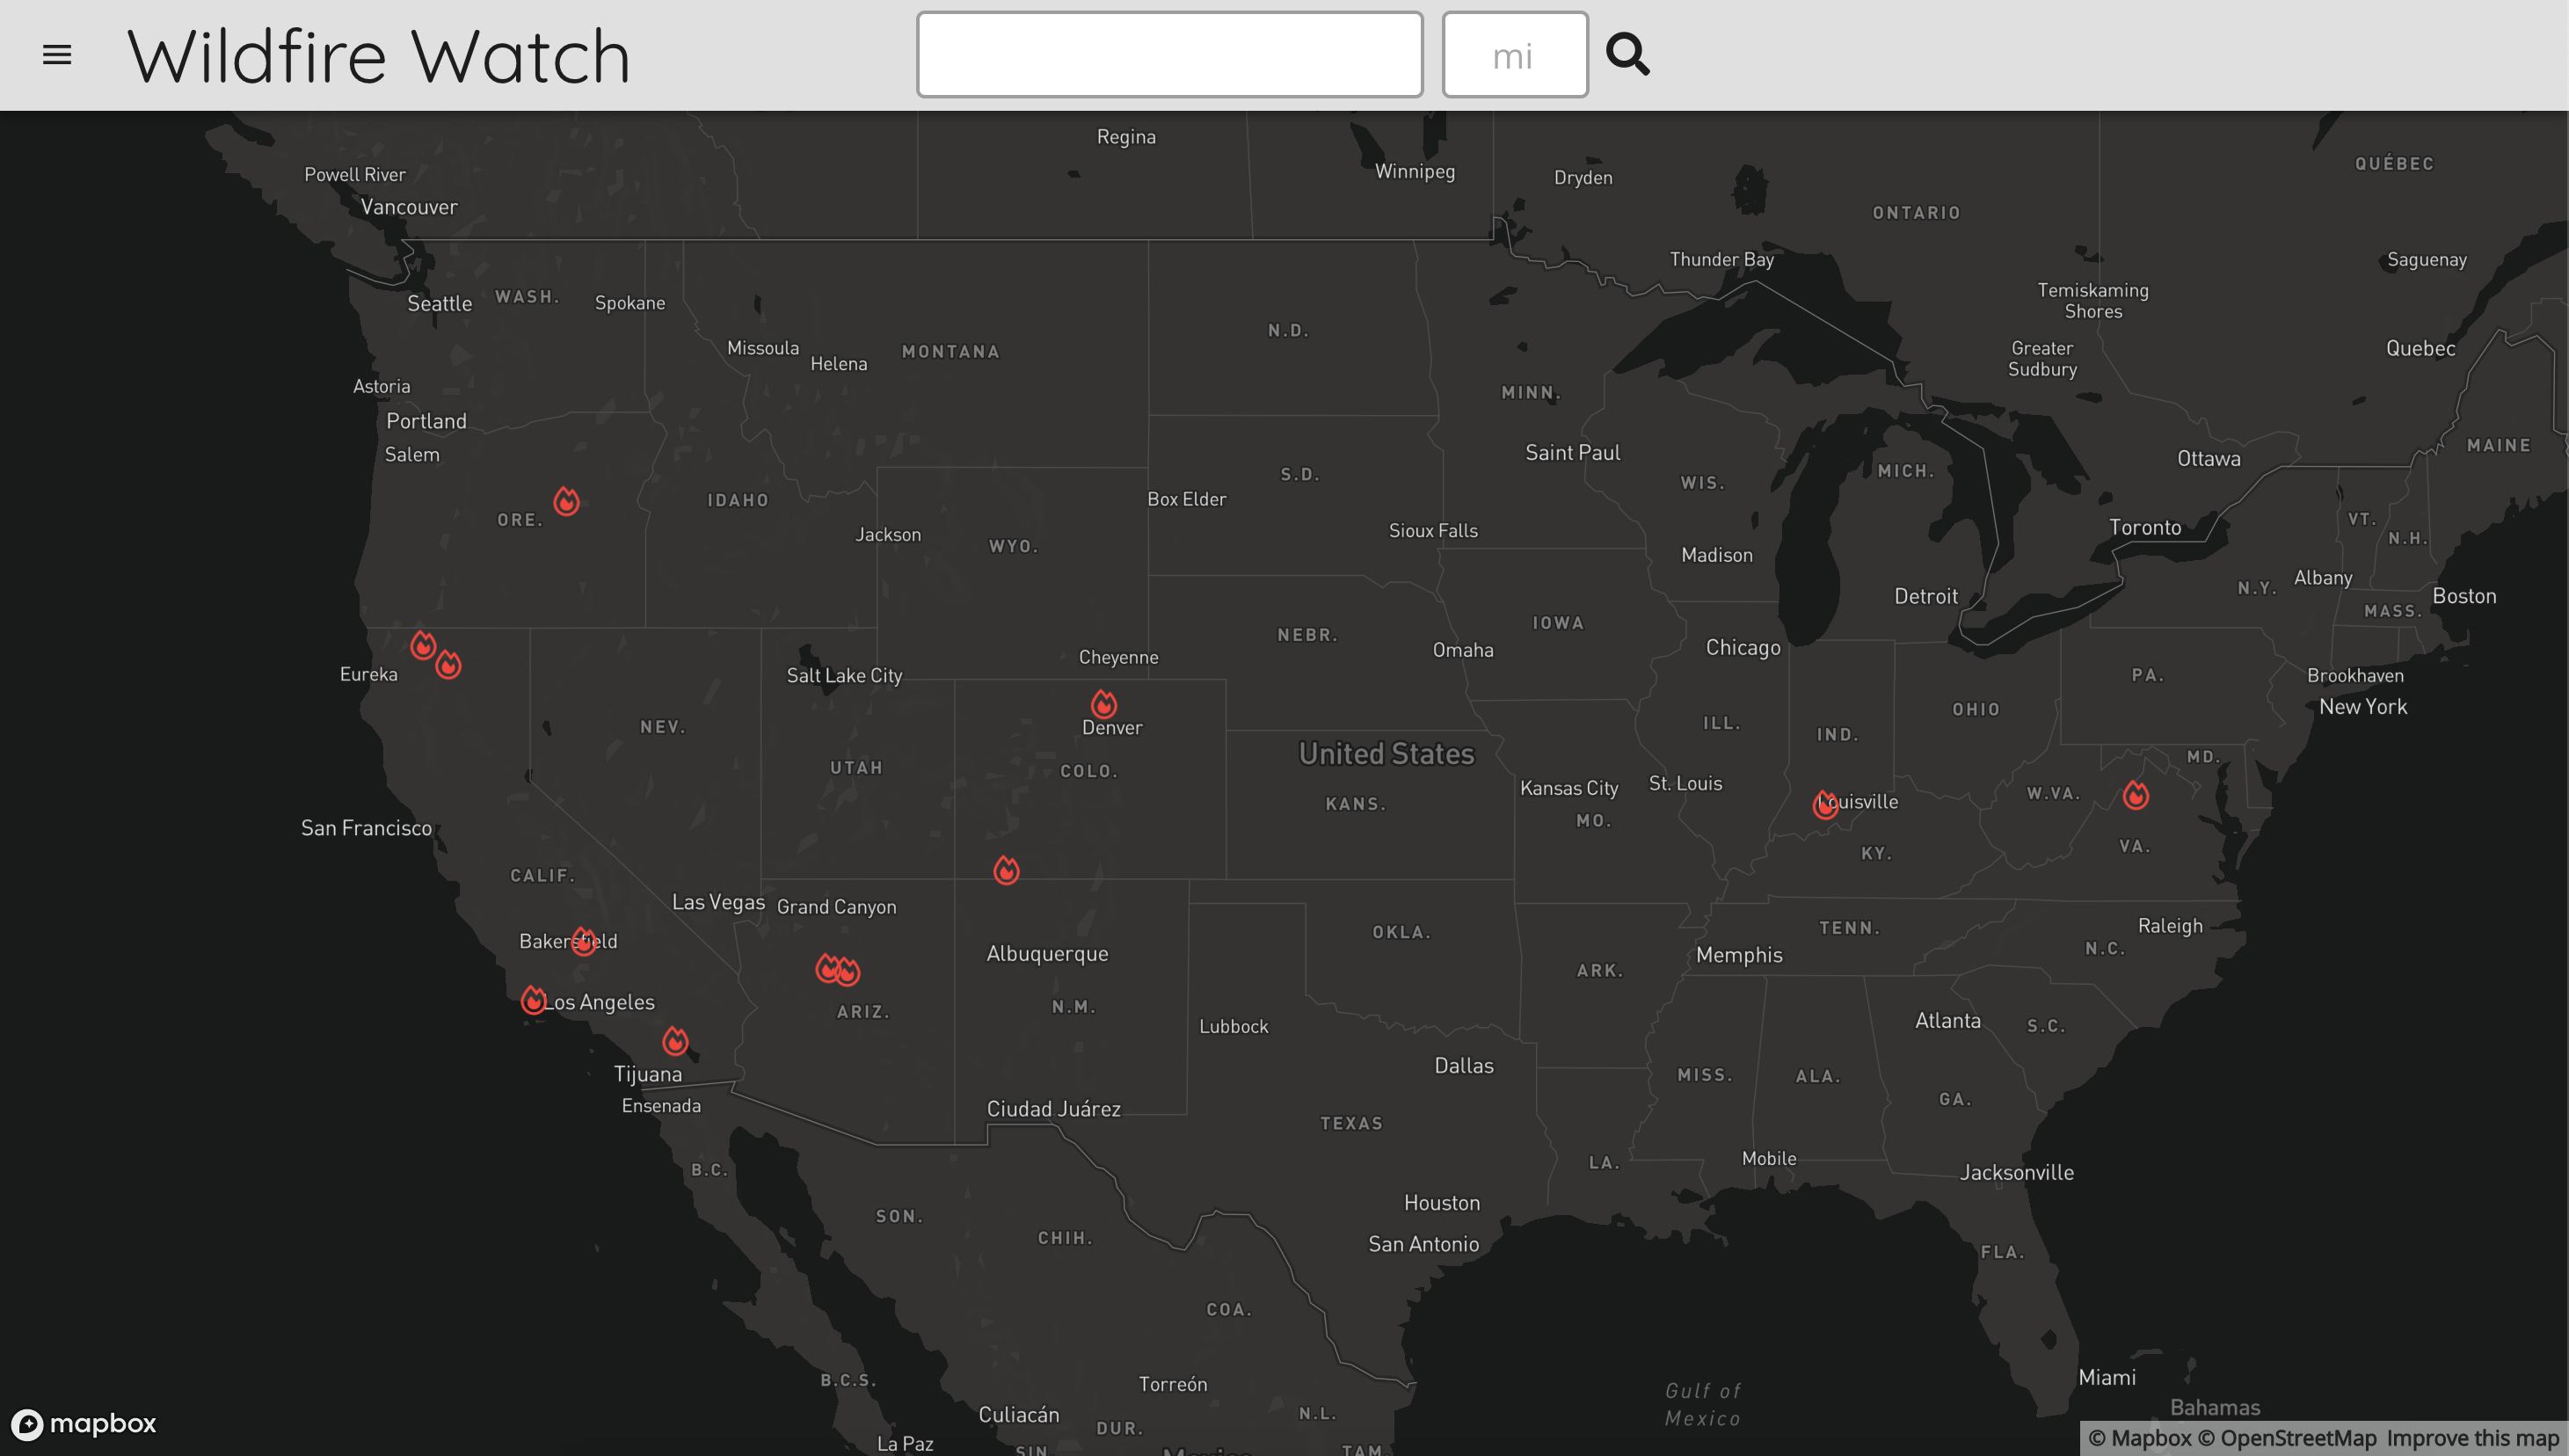 Wildfire Watch
mi
Regina
Winnipeg
Dryden
QUÉBEC
Powell River
Vancouver
ONTARIO
Thunder Bay
Saguenay
Seattle
WASH.
Spokane
Temiskaming
Shores
N.D.
Missoula
Helena
MONTANA
Greater
Sudbury
Quebec
Astoria
MINN.
Portland
Salem
Saint Paul
MAINE
Ottawa
MICH.
S.D.
WIS.
IDAHO
Box Elder
ORE.
VT.
Jackson
WYO.
Sioux Falls
Toronto
N.H.
Madison
Albany
N.Y.
Detroit
Boston
MASS.
IOWA
NEBR.
Chicago
Omaha
Cheyenne
Eureka
Salt Lake City
PA.
Brookhaven
New York
OHIO
NEV.
Denver
ILL.
IND.
United States
MD.
UTAH
COLO.
St. Louis
Kansas City
KANS.
Louisville
W.VA.
MO.
San Francisco
VA.
KY.
CALIF.
Las Vegas
Grand Canyon
Raleigh
TENN.
OKLA.
Bakersfield
N.C.
Albuquerque
Memphis
ARK.
Los Angeles
ARIZ.
N.M.
Lubbock
Atlanta
S.C.
Dallas
Tijuana
MISS.
ALA.
Ensenada
Ciudad Juárez
GA.
TEXAS
Mobile
LA.
B.C.
Jacksonville
Houston
SON.
CHIH.
San Antonio
FLA.
COA.
Miami
B.C.S.
Torreón
Gulf of
Mexico
Bahamas
Culiacán
N.L.
DUR.
mapbox
La Paz
SIN.
Mexico
TAM.
© Mapbox © OpenStreetMap Improve this map